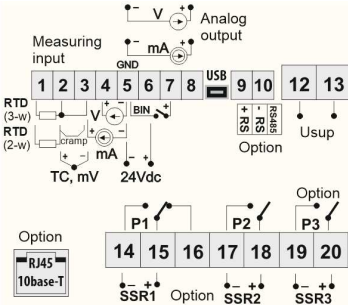 − V + Analog
output
− mA +
Measuring
input
GND
1 2 3 4 5 6 7 8 USB 9 10 12 13
RTD
(3-w)
V
BIN
+ RS
- RS
RS485
Usup
RTD
(2-w)
cramp
Option
mA
+ −
− +
TC, mV 24Vdc
Option
P1 P2 P3
Option
RJ45
10base-T
14 15 16 17 18 19 20
− + − + − +
SSR1 Option SSR2 SSR3